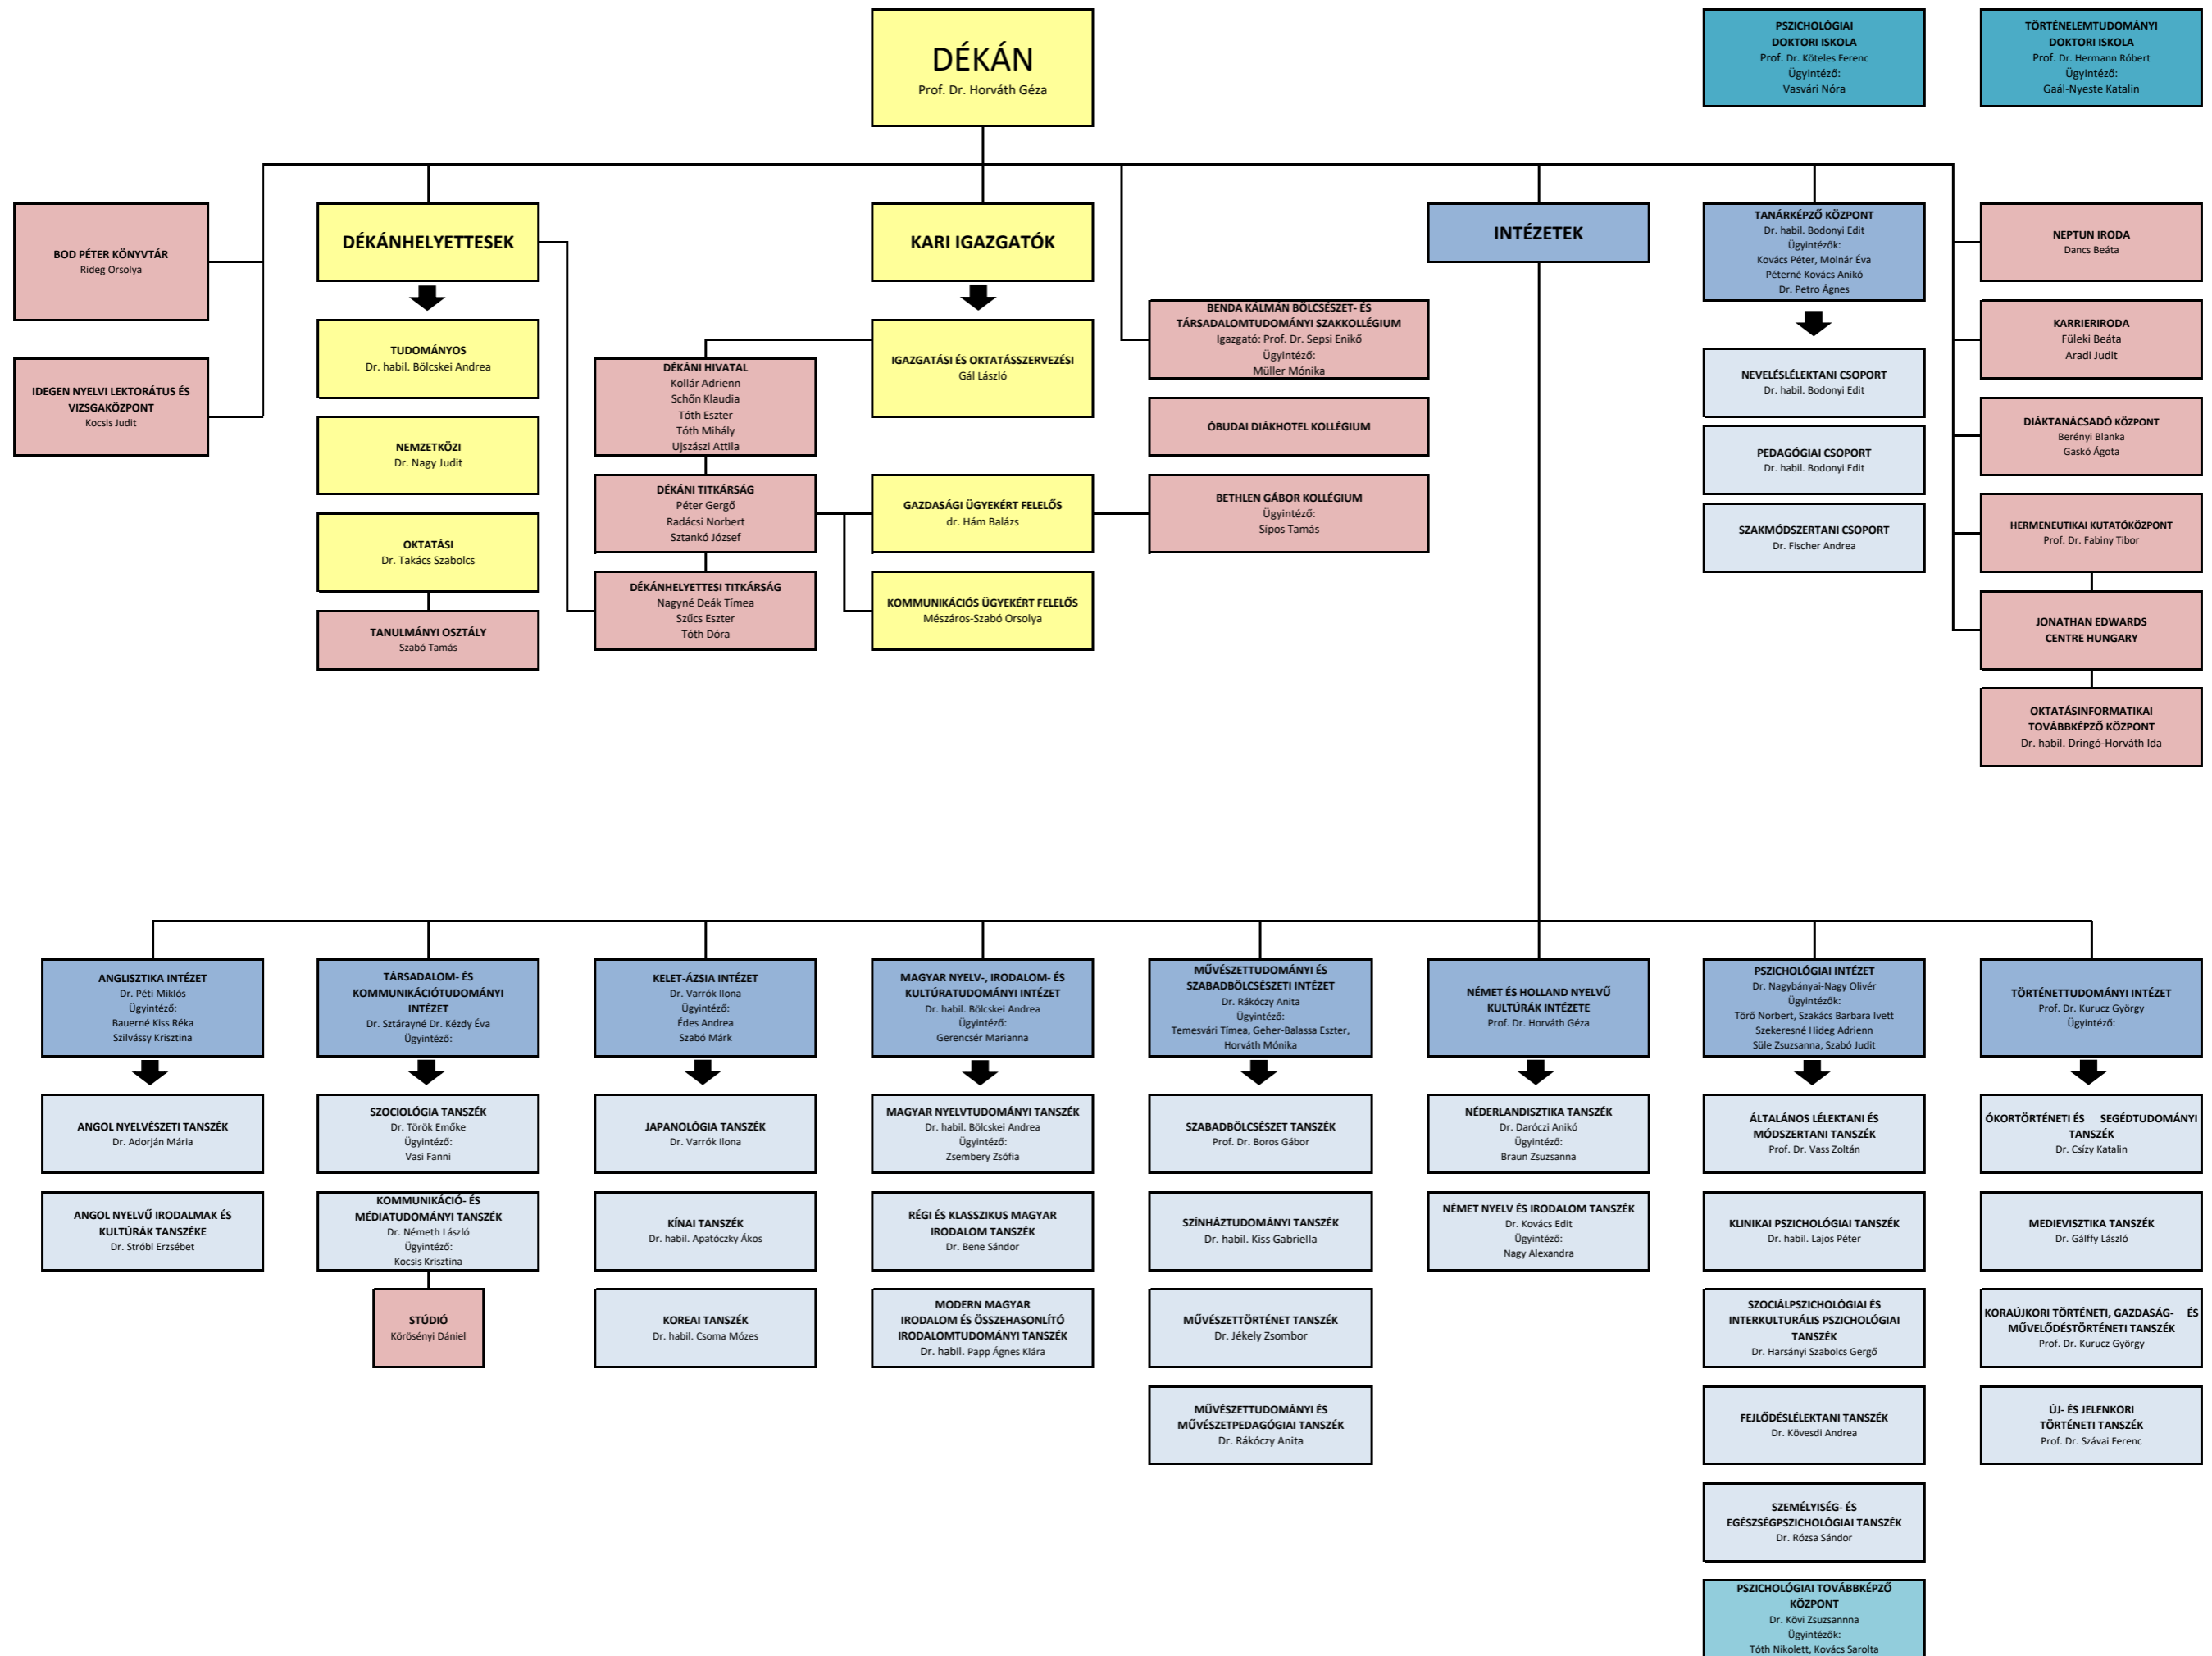 DÉKÁN
Prof. Dr. Horváth Géza
PSZICHOLÓGIAI
DOKTORI ISKOLA
Prof. Dr. Köteles Ferenc
Ügyintéző:
Vasvári Nóra
TÖRTÉNELEMTUDOMÁNYI
DOKTORI ISKOLA
Prof. Dr. Hermann Róbert
Ügyintéző:
Gaál-Nyeste Katalin
BOD PÉTER KÖNYVTÁR
Rideg Orsolya
IDEGEN NYELVI LEKTORÁTUS ÉS
VIZSGAKÖZPONT
Kocsis Judit
DÉKÁNHELYETTESEK
TUDOMÁNYOS
Dr. habil. Bölcskei Andrea
NEMZETKÖZI
Dr. Nagy Judit
OKTATÁSI
Dr. Takács Szabolcs
TANULMÁNYI OSZTÁLY
Szabó Tamás
DÉKÁNI HIVATAL
Kollár Adrienn
Schőn Klaudia
Tóth Eszter
Tóth Mihály
Ujszászi Attila
DÉKÁNI TITKÁRSÁG
Péter Gergő
Radácsi Norbert
Sztankó József
DÉKÁNHELYETTESI TITKÁRSÁG
Nagyné Deák Tímea
Szűcs Eszter
Tóth Dóra
KARI IGAZGATÓK
IGAZGATÁSI ÉS OKTATÁSSZERVEZÉSI
Gál László
GAZDASÁGI ÜGYEKÉRT FELELŐS
dr. Hám Balázs
KOMMUNIKÁCIÓS ÜGYEKÉRT FELELŐS
Mészáros-Szabó Orsolya
BENDA KÁLMÁN BÖLCSÉSZET- ÉS
TÁRSADALOMTUDOMÁNYI SZAKKOLLÉGIUM
Igazgató: Prof. Dr. Sepsi Enikő
Ügyintéző:
Müller Mónika
ÓBUDAI DIÁKHOTEL KOLLÉGIUM
BETHLEN GÁBOR KOLLÉGIUM
Ügyintéző:
Sípos Tamás
INTÉZETEK
TANÁRKÉPZŐ KÖZPONT
Dr. habil. Bodonyi Edit
Ügyintézők:
Kovács Péter, Molnár Éva
Péterné Kovács Anikó
Dr. Petro Ágnes
NEVELÉSLÉLEKTANI CSOPORT
Dr. habil. Bodonyi Edit
PEDAGÓGIAI CSOPORT
Dr. habil. Bodonyi Edit
SZAKMÓDSZERTANI CSOPORT
Dr. Fischer Andrea
NEPTUN IRODA
Dancs Beáta
KARRIERIRODA
Füleki Beáta
Aradi Judit
DIÁKTANÁCSADÓ KÖZPONT
Berényi Blanka
Gaskó Ágota
HERMENEUTIKAI KUTATÓKÖZPONT
Prof. Dr. Fabiny Tibor
JONATHAN EDWARDS
CENTRE HUNGARY
OKTATÁSINFORMATIKAI
TOVÁBBKÉPZŐ KÖZPONT
Dr. habil. Dringó-Horváth Ida
ANGLISZTIKA INTÉZET
Dr. Péti Miklós
Ügyintéző:
Bauerné Kiss Réka
Szilvássy Krisztina
ANGOL NYELVÉSZETI TANSZÉK
Dr. Adorján Mária
ANGOL NYELVŰ IRODALMAK ÉS
KULTÚRÁK TANSZÉKE
Dr. Stróbl Erzsébet
TÁRSADALOM- ÉS
KOMMUNIKÁCIÓTUDOMÁNYI
INTÉZET
Dr. Sztárayné Dr. Kézdy Éva
Ügyintéző:
SZOCIOLÓGIA TANSZÉK
Dr. Török Emőke
Ügyintéző:
Vasi Fanni
KOMMUNIKÁCIÓ- ÉS
MÉDIATUDOMÁNYI TANSZÉK
Dr. Németh László
Ügyintéző:
Kocsis Krisztina
STÚDIÓ
Körösényi Dániel
KELET-ÁZSIA INTÉZET
Dr. Varrók Ilona
Ügyintéző:
Édes Andrea
Szabó Márk
JAPANOLÓGIA TANSZÉK
Dr. Varrók Ilona
KÍNAI TANSZÉK
Dr. habil. Apatóczky Ákos
KOREAI TANSZÉK
Dr. habil. Csoma Mózes
MAGYAR NYELV-, IRODALOM- ÉS
KULTÚRATUDOMÁNYI INTÉZET
Dr. habil. Bölcskei Andrea
Ügyintéző:
Gerencsér Marianna
MAGYAR NYELVTUDOMÁNYI TANSZÉK
Dr. habil. Bölcskei Andrea
Ügyintéző:
Zsembery Zsófia
RÉGI ÉS KLASSZIKUS MAGYAR
IRODALOM TANSZÉK
Dr. Bene Sándor
MODERN MAGYAR
IRODALOM ÉS ÖSSZEHASONLÍTÓ
IRODALOMTUDOMÁNYI TANSZÉK
Dr. habil. Papp Ágnes Klára
MŰVÉSZETTUDOMÁNYI ÉS
SZABADBÖLCSÉSZETI INTÉZET
Dr. Rákóczy Anita
Ügyintéző:
Temesvári Tímea, Geher-Balassa Eszter,
Horváth Mónika
SZABADBÖLCSÉSZET TANSZÉK
Prof. Dr. Boros Gábor
SZÍNHÁZTUDOMÁNYI TANSZÉK
Dr. habil. Kiss Gabriella
MŰVÉSZETTÖRTÉNET TANSZÉK
Dr. Jékely Zsombor
MŰVÉSZETTUDOMÁNYI ÉS
MŰVÉSZETPEDAGÓGIAI TANSZÉK
Dr. Rákóczy Anita
NÉMET ÉS HOLLAND NYELVŰ
KULTÚRÁK INTÉZETE
Prof. Dr. Horváth Géza
NÉDERLANDISZTIKA TANSZÉK
Dr. Daróczi Anikó
Ügyintéző:
Braun Zsuzsanna
NÉMET NYELV ÉS IRODALOM TANSZÉK
Dr. Kovács Edit
Ügyintéző:
Nagy Alexandra
PSZICHOLÓGIAI INTÉZET
Dr. Nagybányai-Nagy Olivér
Ügyintézők:
Törő Norbert, Szakács Barbara Ivett
Szekeresné Hideg Adrienn
Süle Zsuzsanna, Szabó Judit
ÁLTALÁNOS LÉLEKTANI ÉS
MÓDSZERTANI TANSZÉK
Prof. Dr. Vass Zoltán
KLINIKAI PSZICHOLÓGIAI TANSZÉK
Dr. habil. Lajos Péter
SZOCIÁLPSZICHOLÓGIAI ÉS
INTERKULTURÁLIS PSZICHOLÓGIAI
TANSZÉK
Dr. Harsányi Szabolcs Gergő
FEJLŐDÉSLÉLEKTANI TANSZÉK
Dr. Kövesdi Andrea
SZEMÉLYISÉG- ÉS
EGÉSZSÉGPSZICHOLÓGIAI TANSZÉK
Dr. Rózsa Sándor
PSZICHOLÓGIAI TOVÁBBKÉPZŐ
KÖZPONT
Dr. Kövi Zsuzsannna
Ügyintézők:
Tóth Nikolett, Kovács Sarolta
TÖRTÉNETTUDOMÁNYI INTÉZET
Prof. Dr. Kurucz György
Ügyintéző:
ÓKORTÖRTÉNETI ÉS SEGÉDTUDOMÁNYI
TANSZÉK
Dr. Csízy Katalin
MEDIEVISZTIKA TANSZÉK
Dr. Gálffy László
KORAÚJKORI TÖRTÉNETI, GAZDASÁG- ÉS
MŰVELŐDÉSTÖRTÉNETI TANSZÉK
Prof. Dr. Kurucz György
ÚJ- ÉS JELENKORI
TÖRTÉNETI TANSZÉK
Prof. Dr. Szávai Ferenc